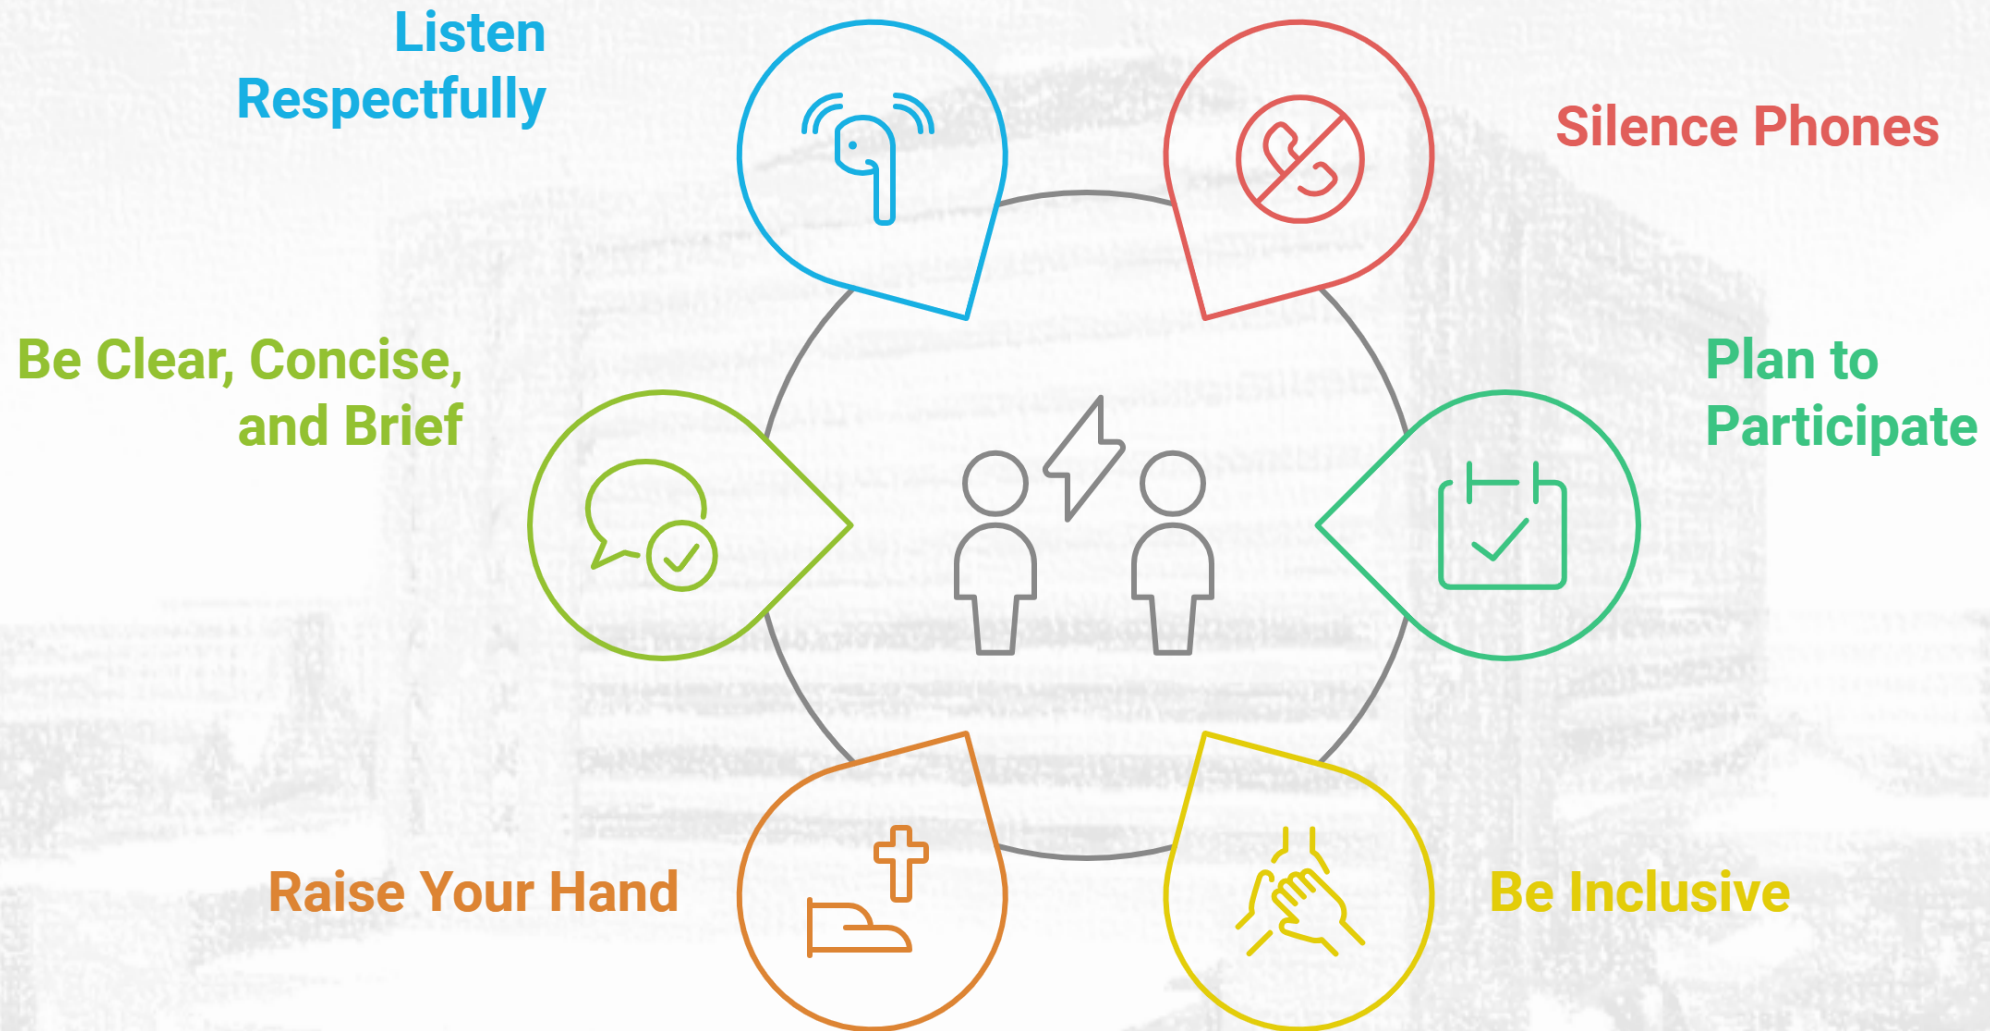 Listen
Respectfully
Silence Phones
Be Clear, Concise,
and Brief
Plan to
Participate
Raise Your Hand
Be Inclusive